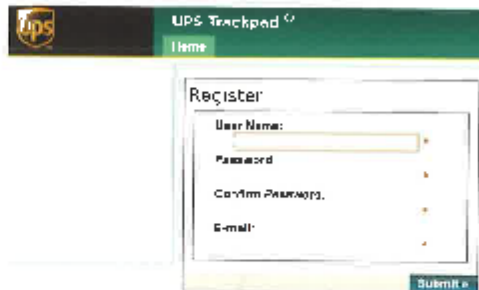 ups
UPS Trackpad ©
Home
Register
User Name:
*
Password
*
Confirm Password:
*
E-mail:
*
Submit »